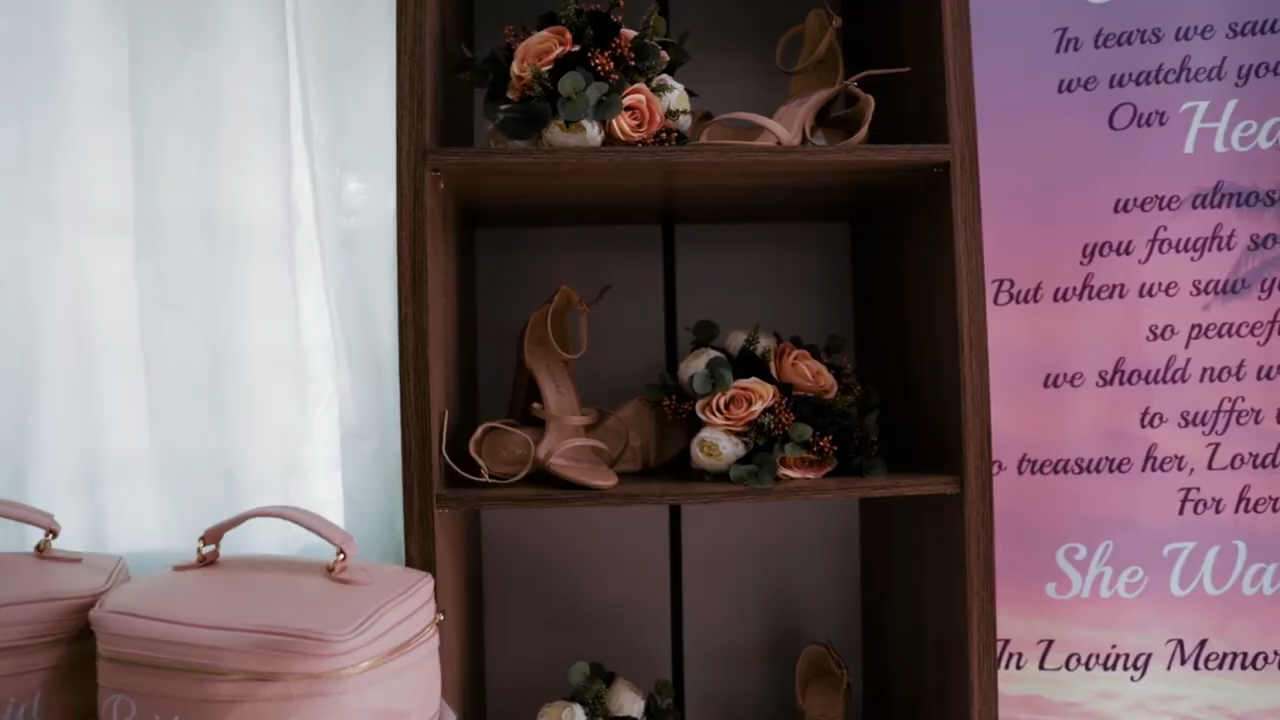 In tears we saw
we watched you
Our Hea
were almos
you fought so
But when we saw y
so peacef
we should not w
to suffer
o treasure her, Lord
For her
She Wa
In Loving Memor